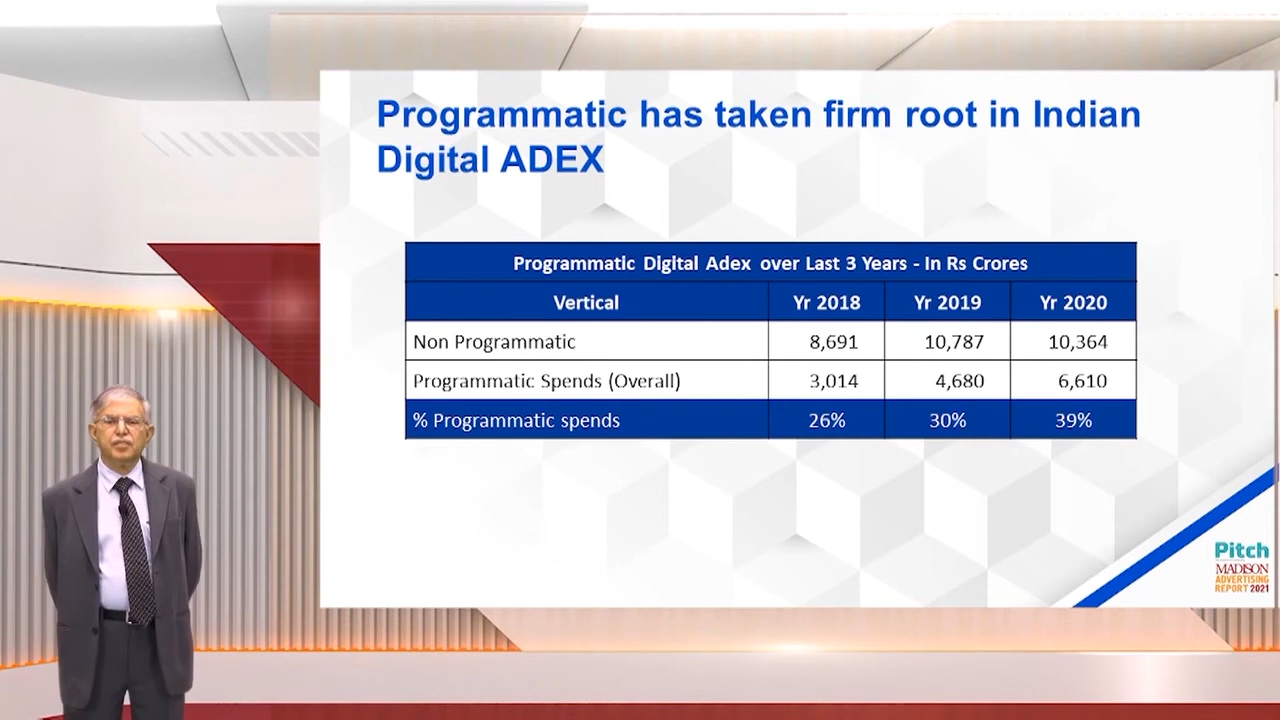 Programmatic has taken firm root in Indian
Digital ADEX
Programmatic Digital Adex over Last 3 Years - In Rs Crores
Vertical Yr 2018 Yr 2019 Yr 2020
Non Programmatic 8,691 10,787 10,364
Programmatic Spends (Overall) 3,014 4,680 6,610
% Programmatic spends 26% 30% 39%
Pitch
MADISON
ADVERTISING
REPORT 2021